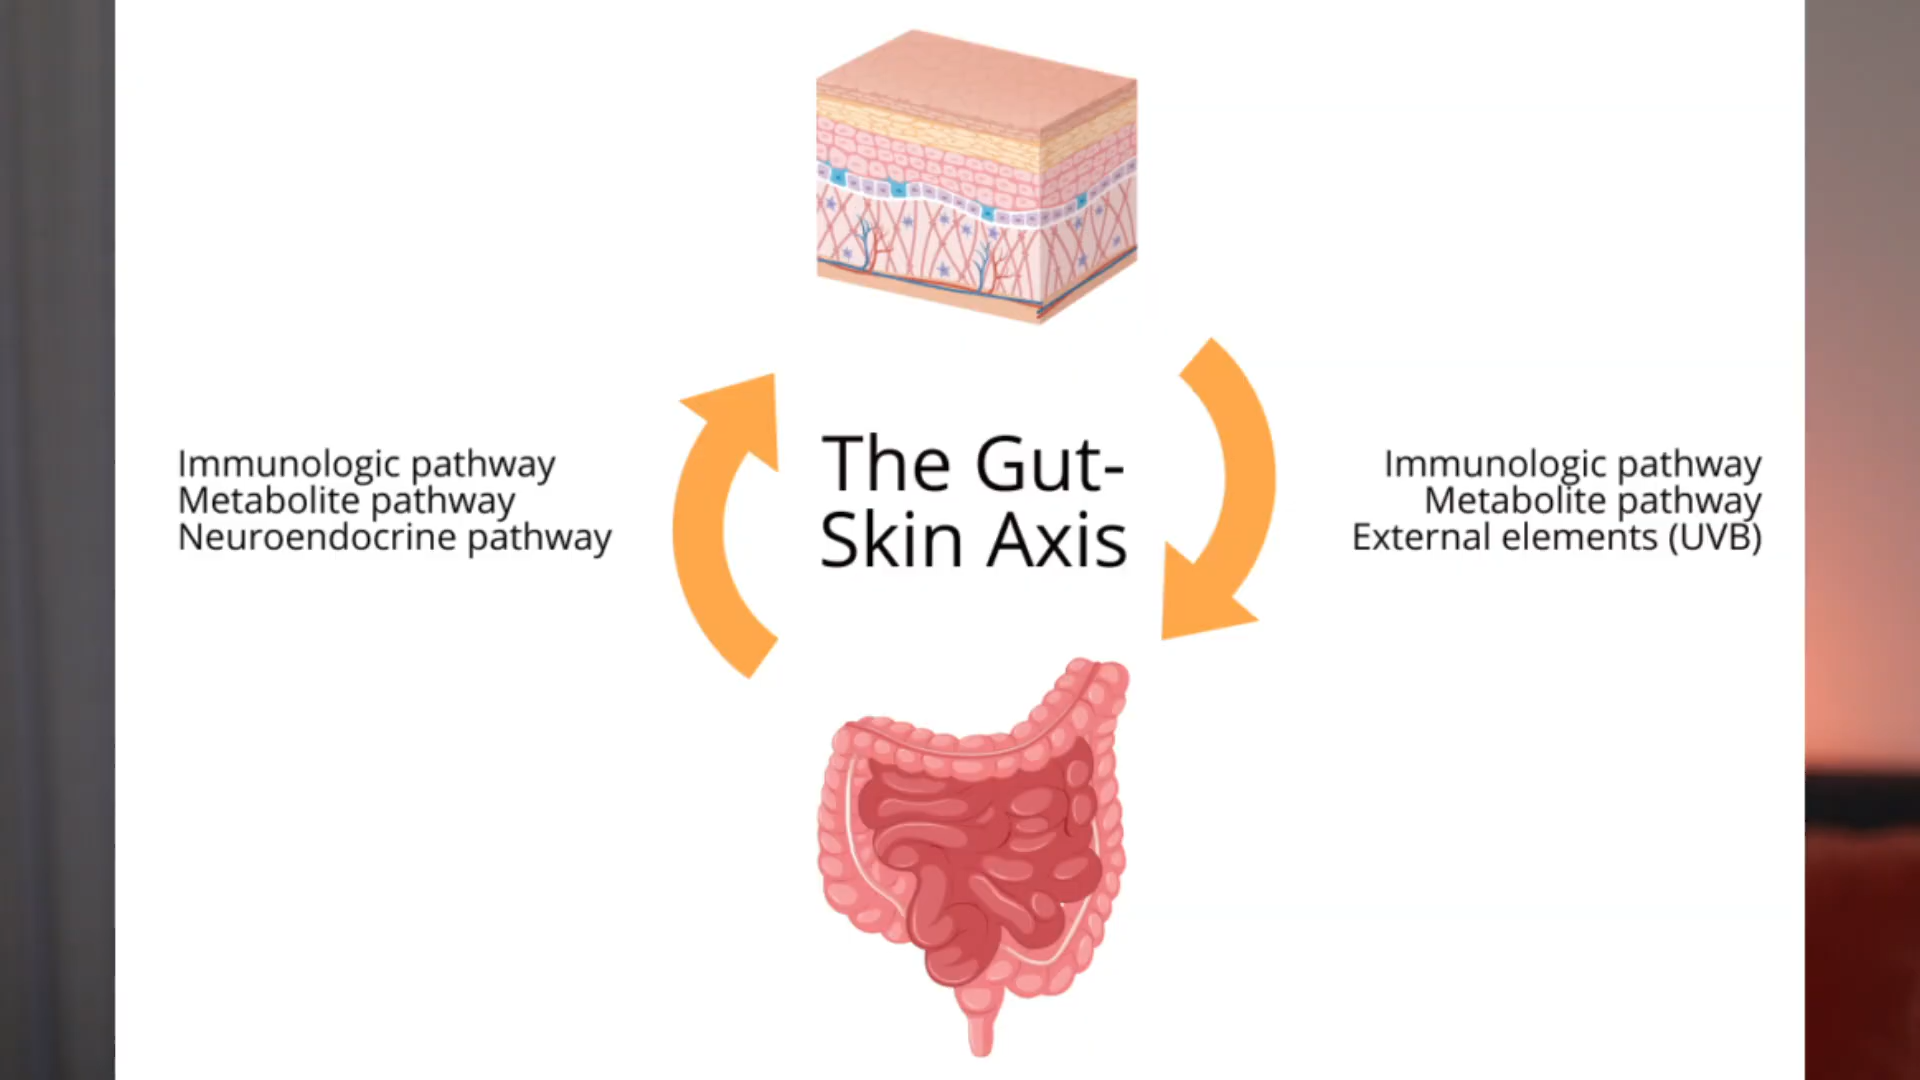 The Gut-
Skin Axis
Immunologic pathway
Metabolite pathway
Neuroendocrine pathway
Immunologic pathway
Metabolite pathway
External elements (UVB)